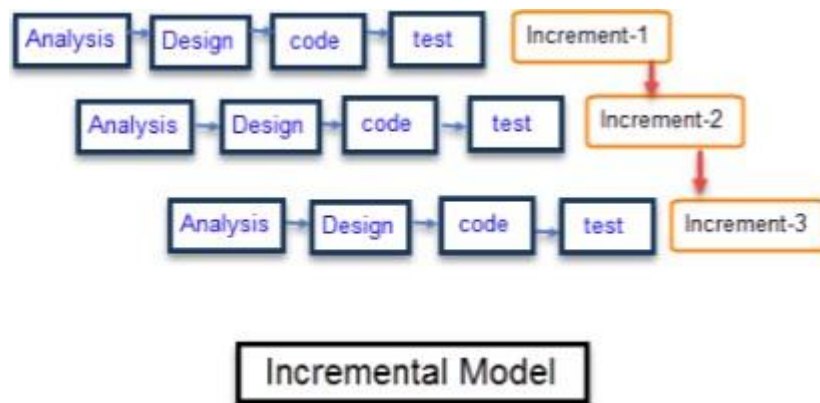 Analysis Design code test Increment-1
Analysis Design code test Increment-2
Analysis Design code test Increment-3
Incremental Model